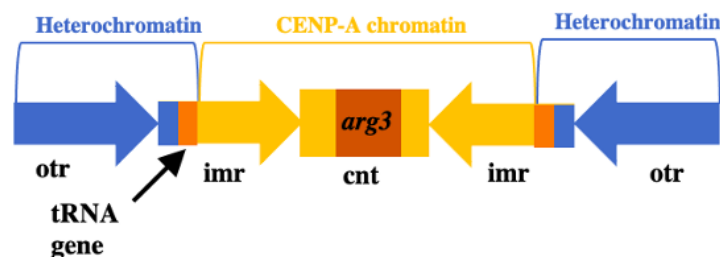 Heterochromatin CENP-A chromatin Heterochromatin
arg3
otr imr cnt imr otr
tRNA
gene